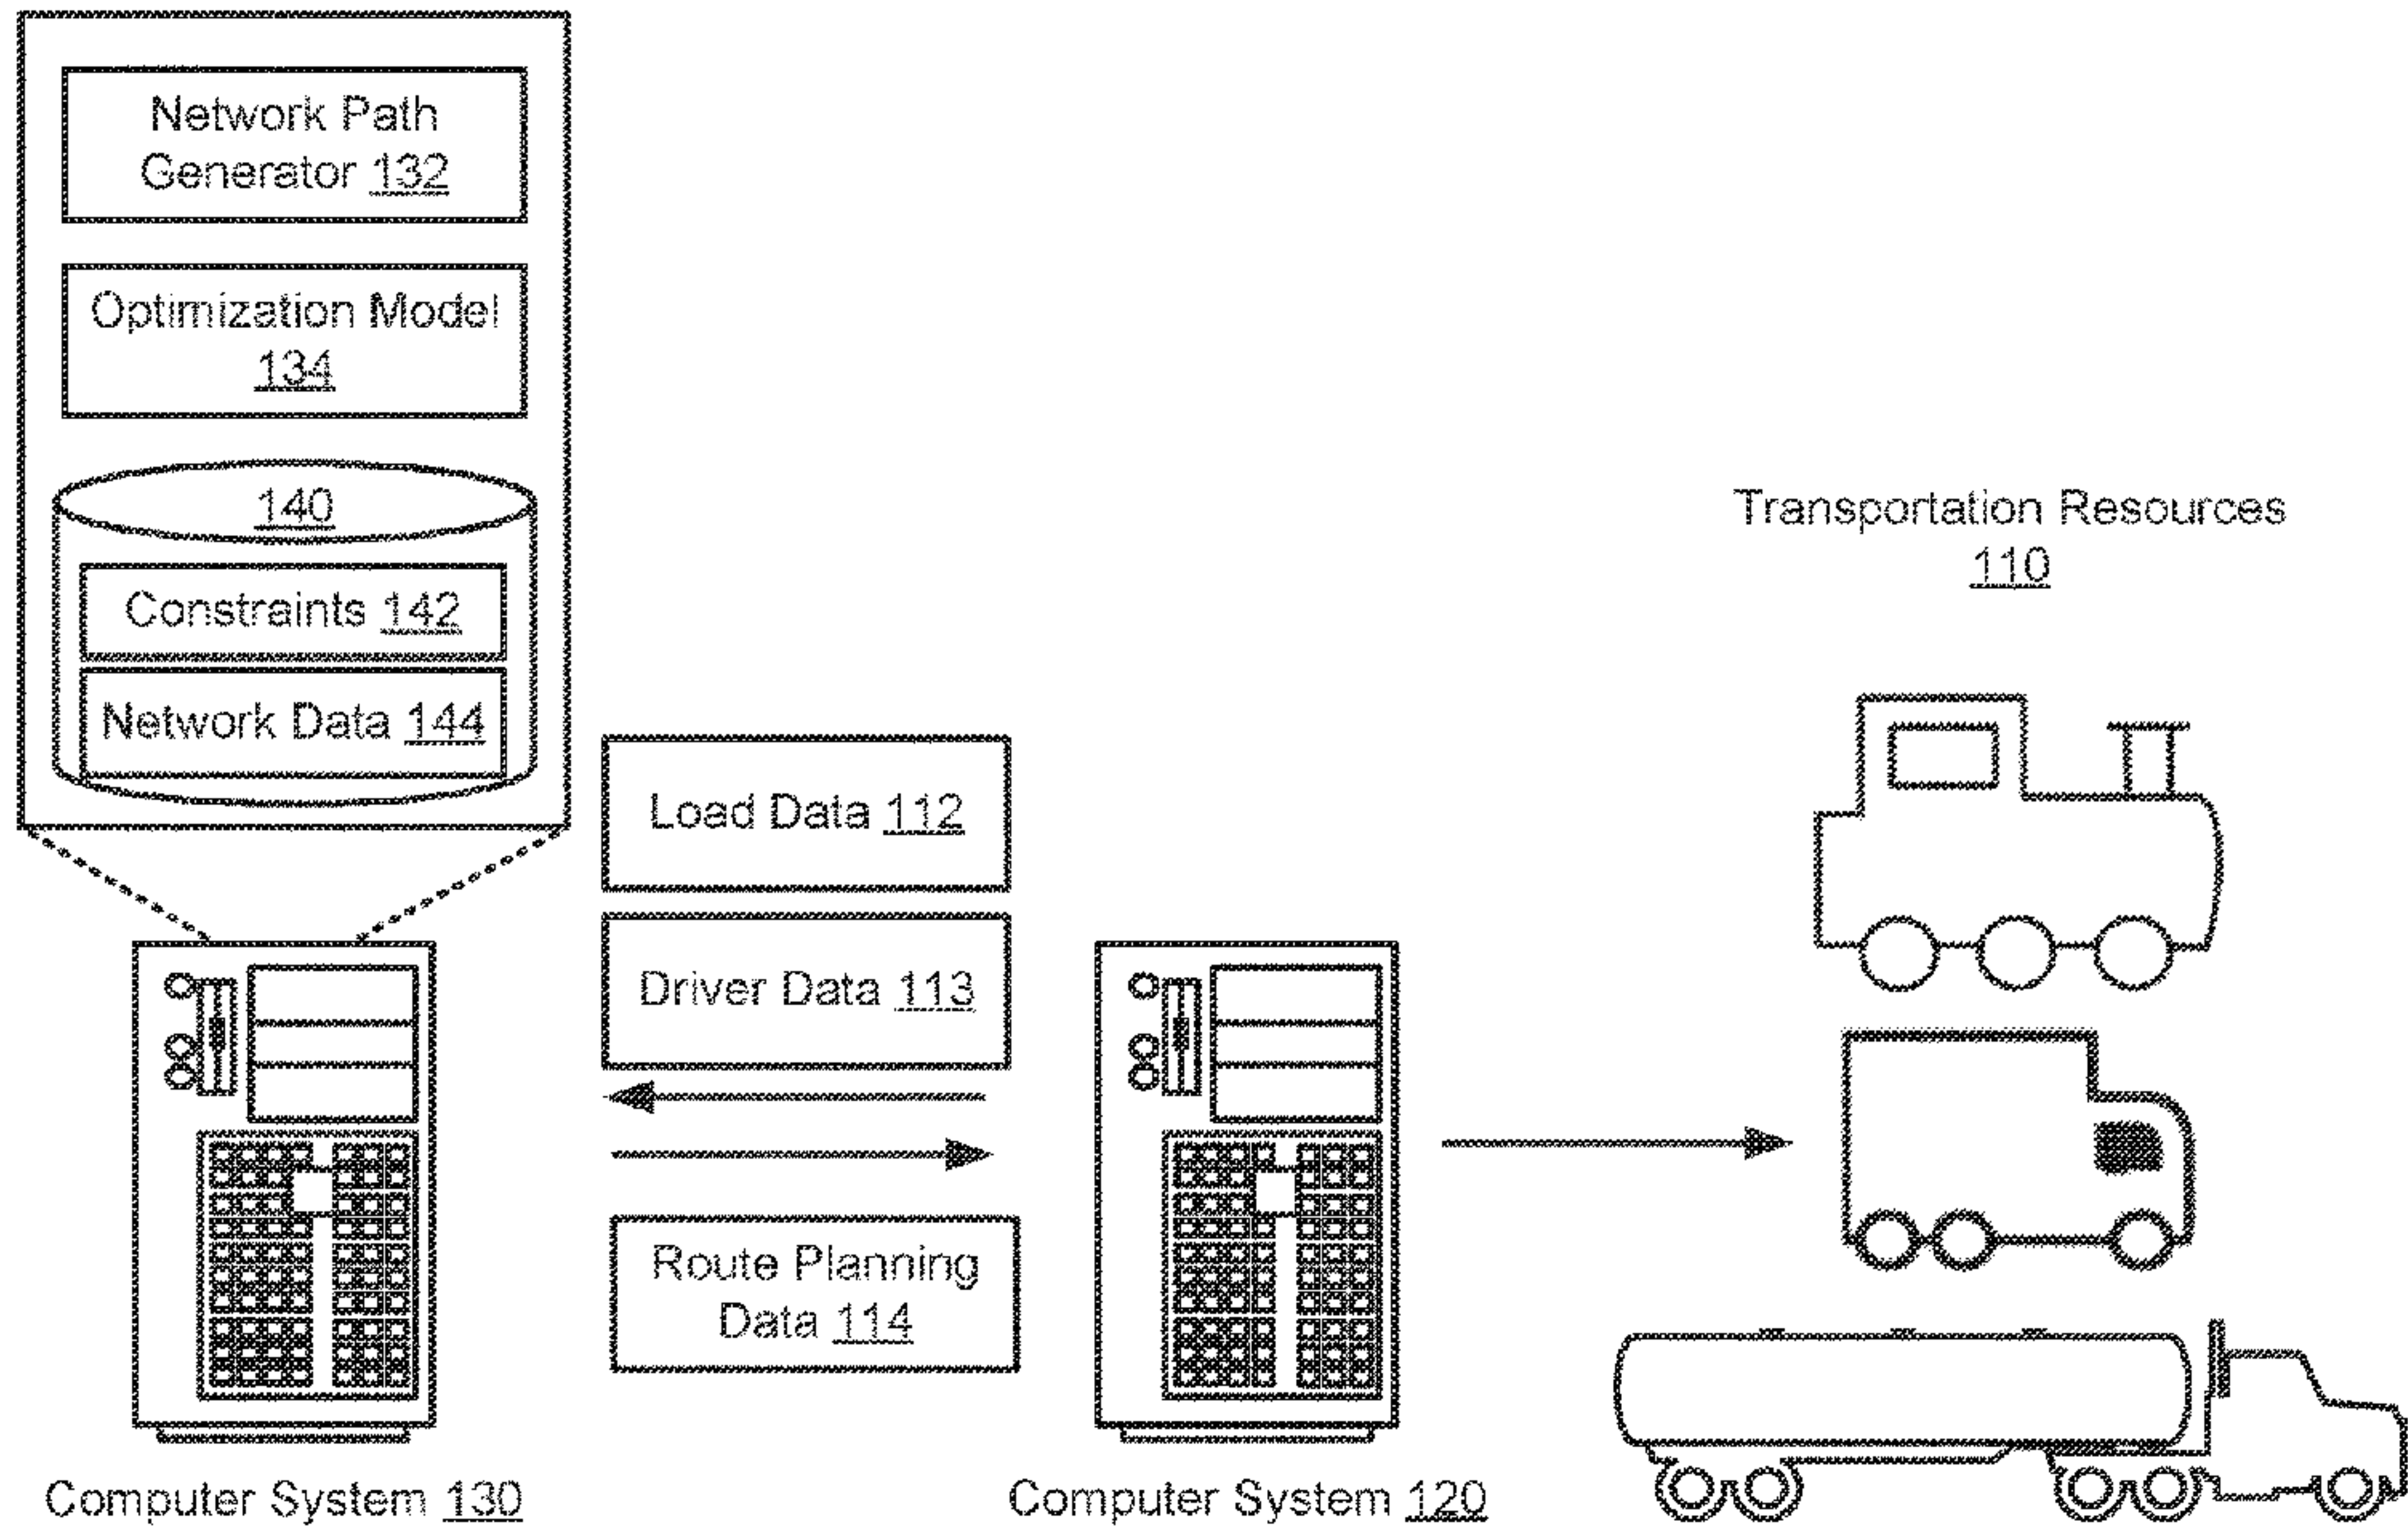 Network Path
Generator 132
Optimization Model
134
140
Constraints 142
Network Data 144
Load Data 112
Driver Data 113
Route Planning
Data 114
Transportation Resources
110
Computer System 130
Computer System 120